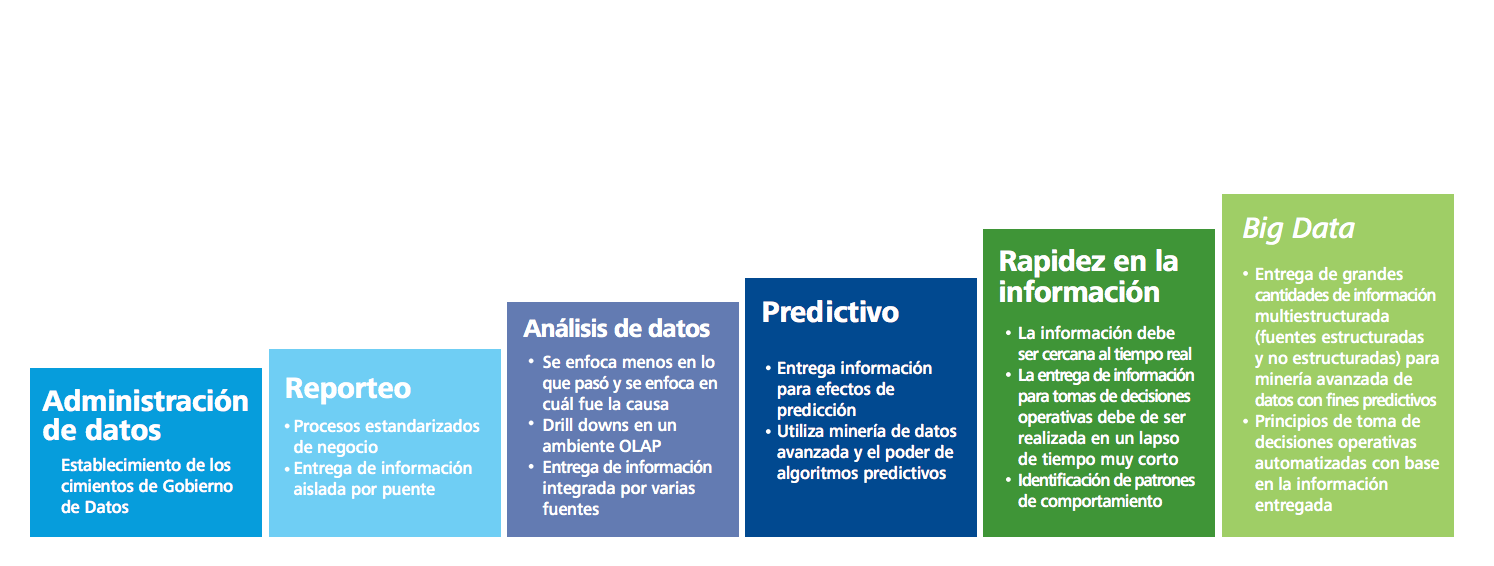 Administración
de datos
Establecimiento de los
cimientos de Gobierno
de Datos
Reporteo
• Procesos estandarizados
de negocio
• Entrega de información
aislada por puente
Análisis de datos
• Se enfoca menos en lo
que pasó y se enfoca en
cuál fue la causa
• Drill downs en un
ambiente OLAP
• Entrega de información
integrada por varias
fuentes
Predictivo
• Entrega información
para efectos de
predicción
• Utiliza minería de datos
avanzada y el poder de
algoritmos predictivos
Rapidez en la
información
• La información debe
ser cercana al tiempo real
• La entrega de información
para tomas de decisiones
operativas debe de ser
realizada en un lapso
de tiempo muy corto
• Identificación de patrones
de comportamiento
Big Data
• Entrega de grandes
cantidades de información
multiestructurada
(fuentes estructuradas
y no estructuradas) para
minería avanzada de
datos con fines predictivos
• Principios de toma de
decisiones operativas
automatizadas con base
en la información
entregada